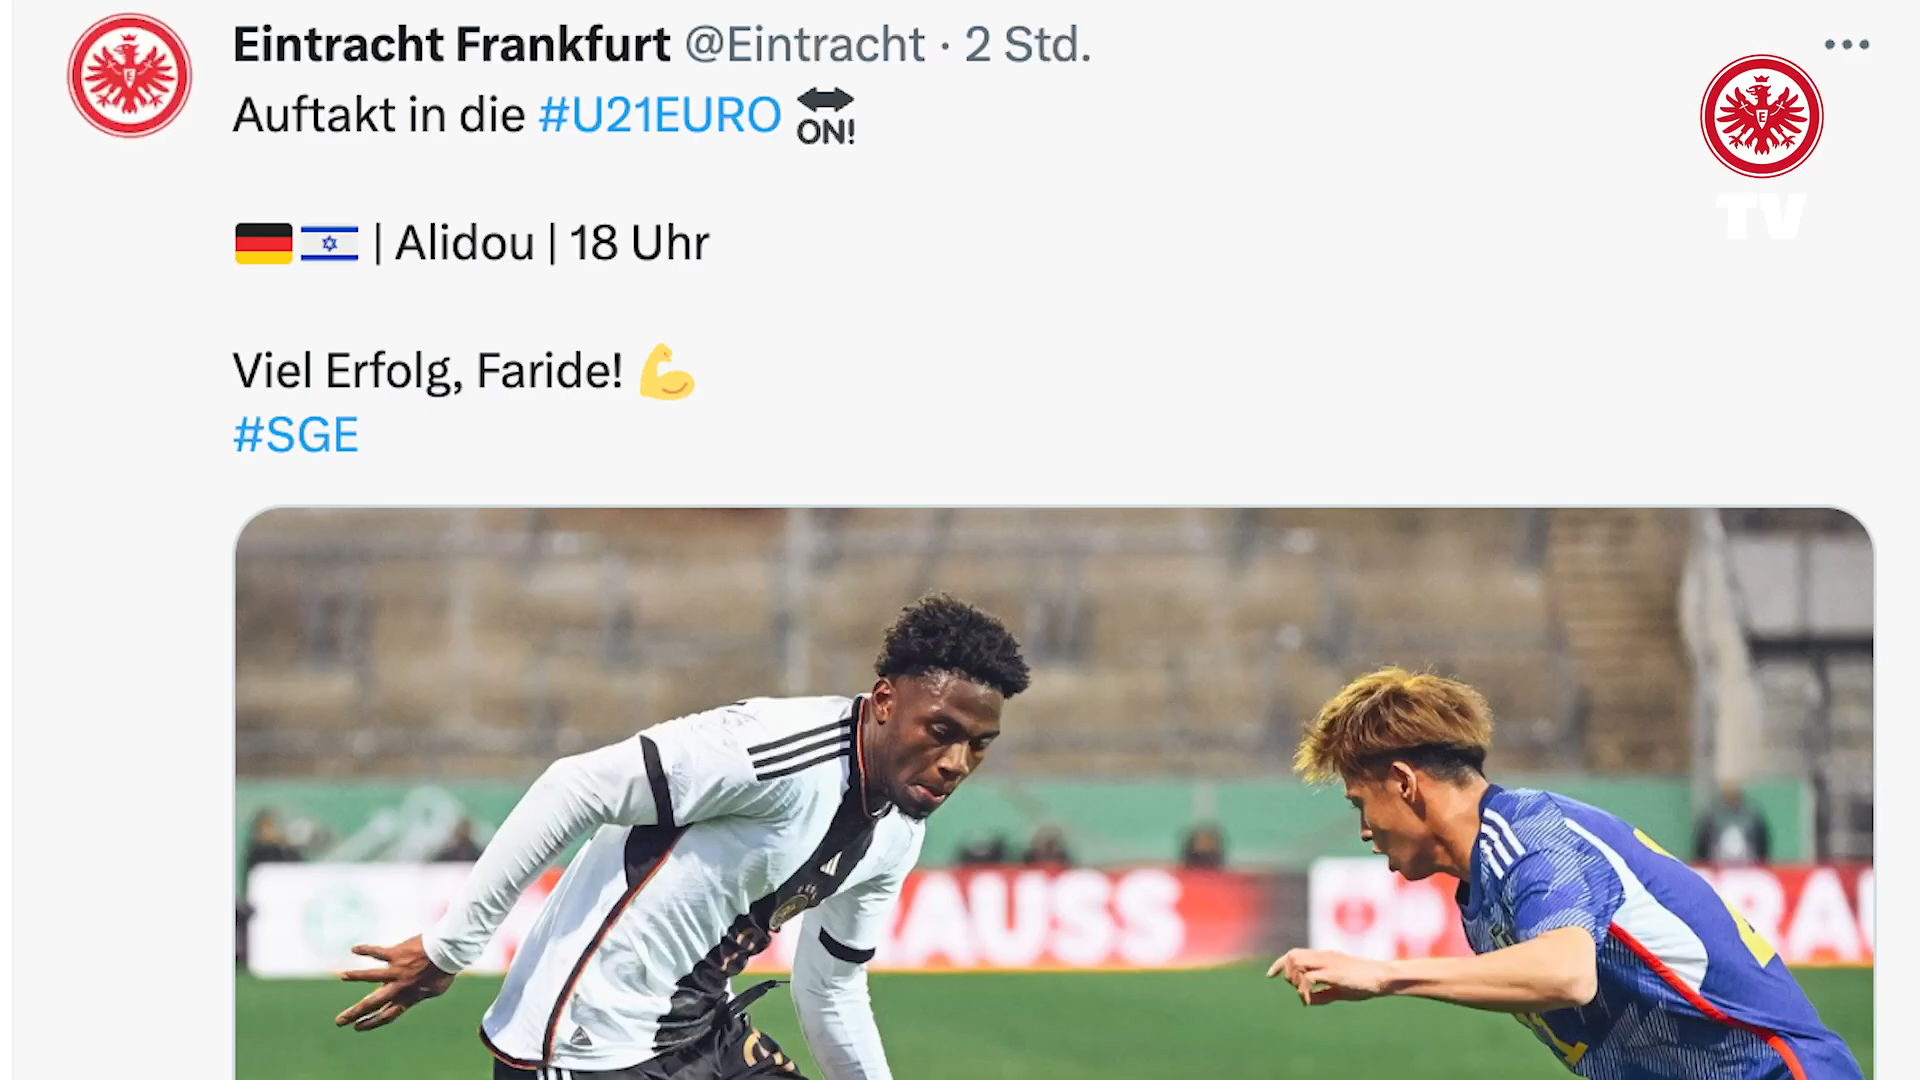 Eintracht Frankfurt @Eintracht · 2 Std.
Auftakt in die #U21EURO ON!
TV
| Alidou | 18 Uhr
Viel Erfolg, Faride!
#SGE
AUSS
RA